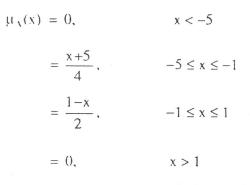 μ_A(x) = 0, x < −5
= (x+5)/4, −5 ≤ x ≤ −1
= (1−x)/2, −1 ≤ x ≤ 1
= 0, x > 1